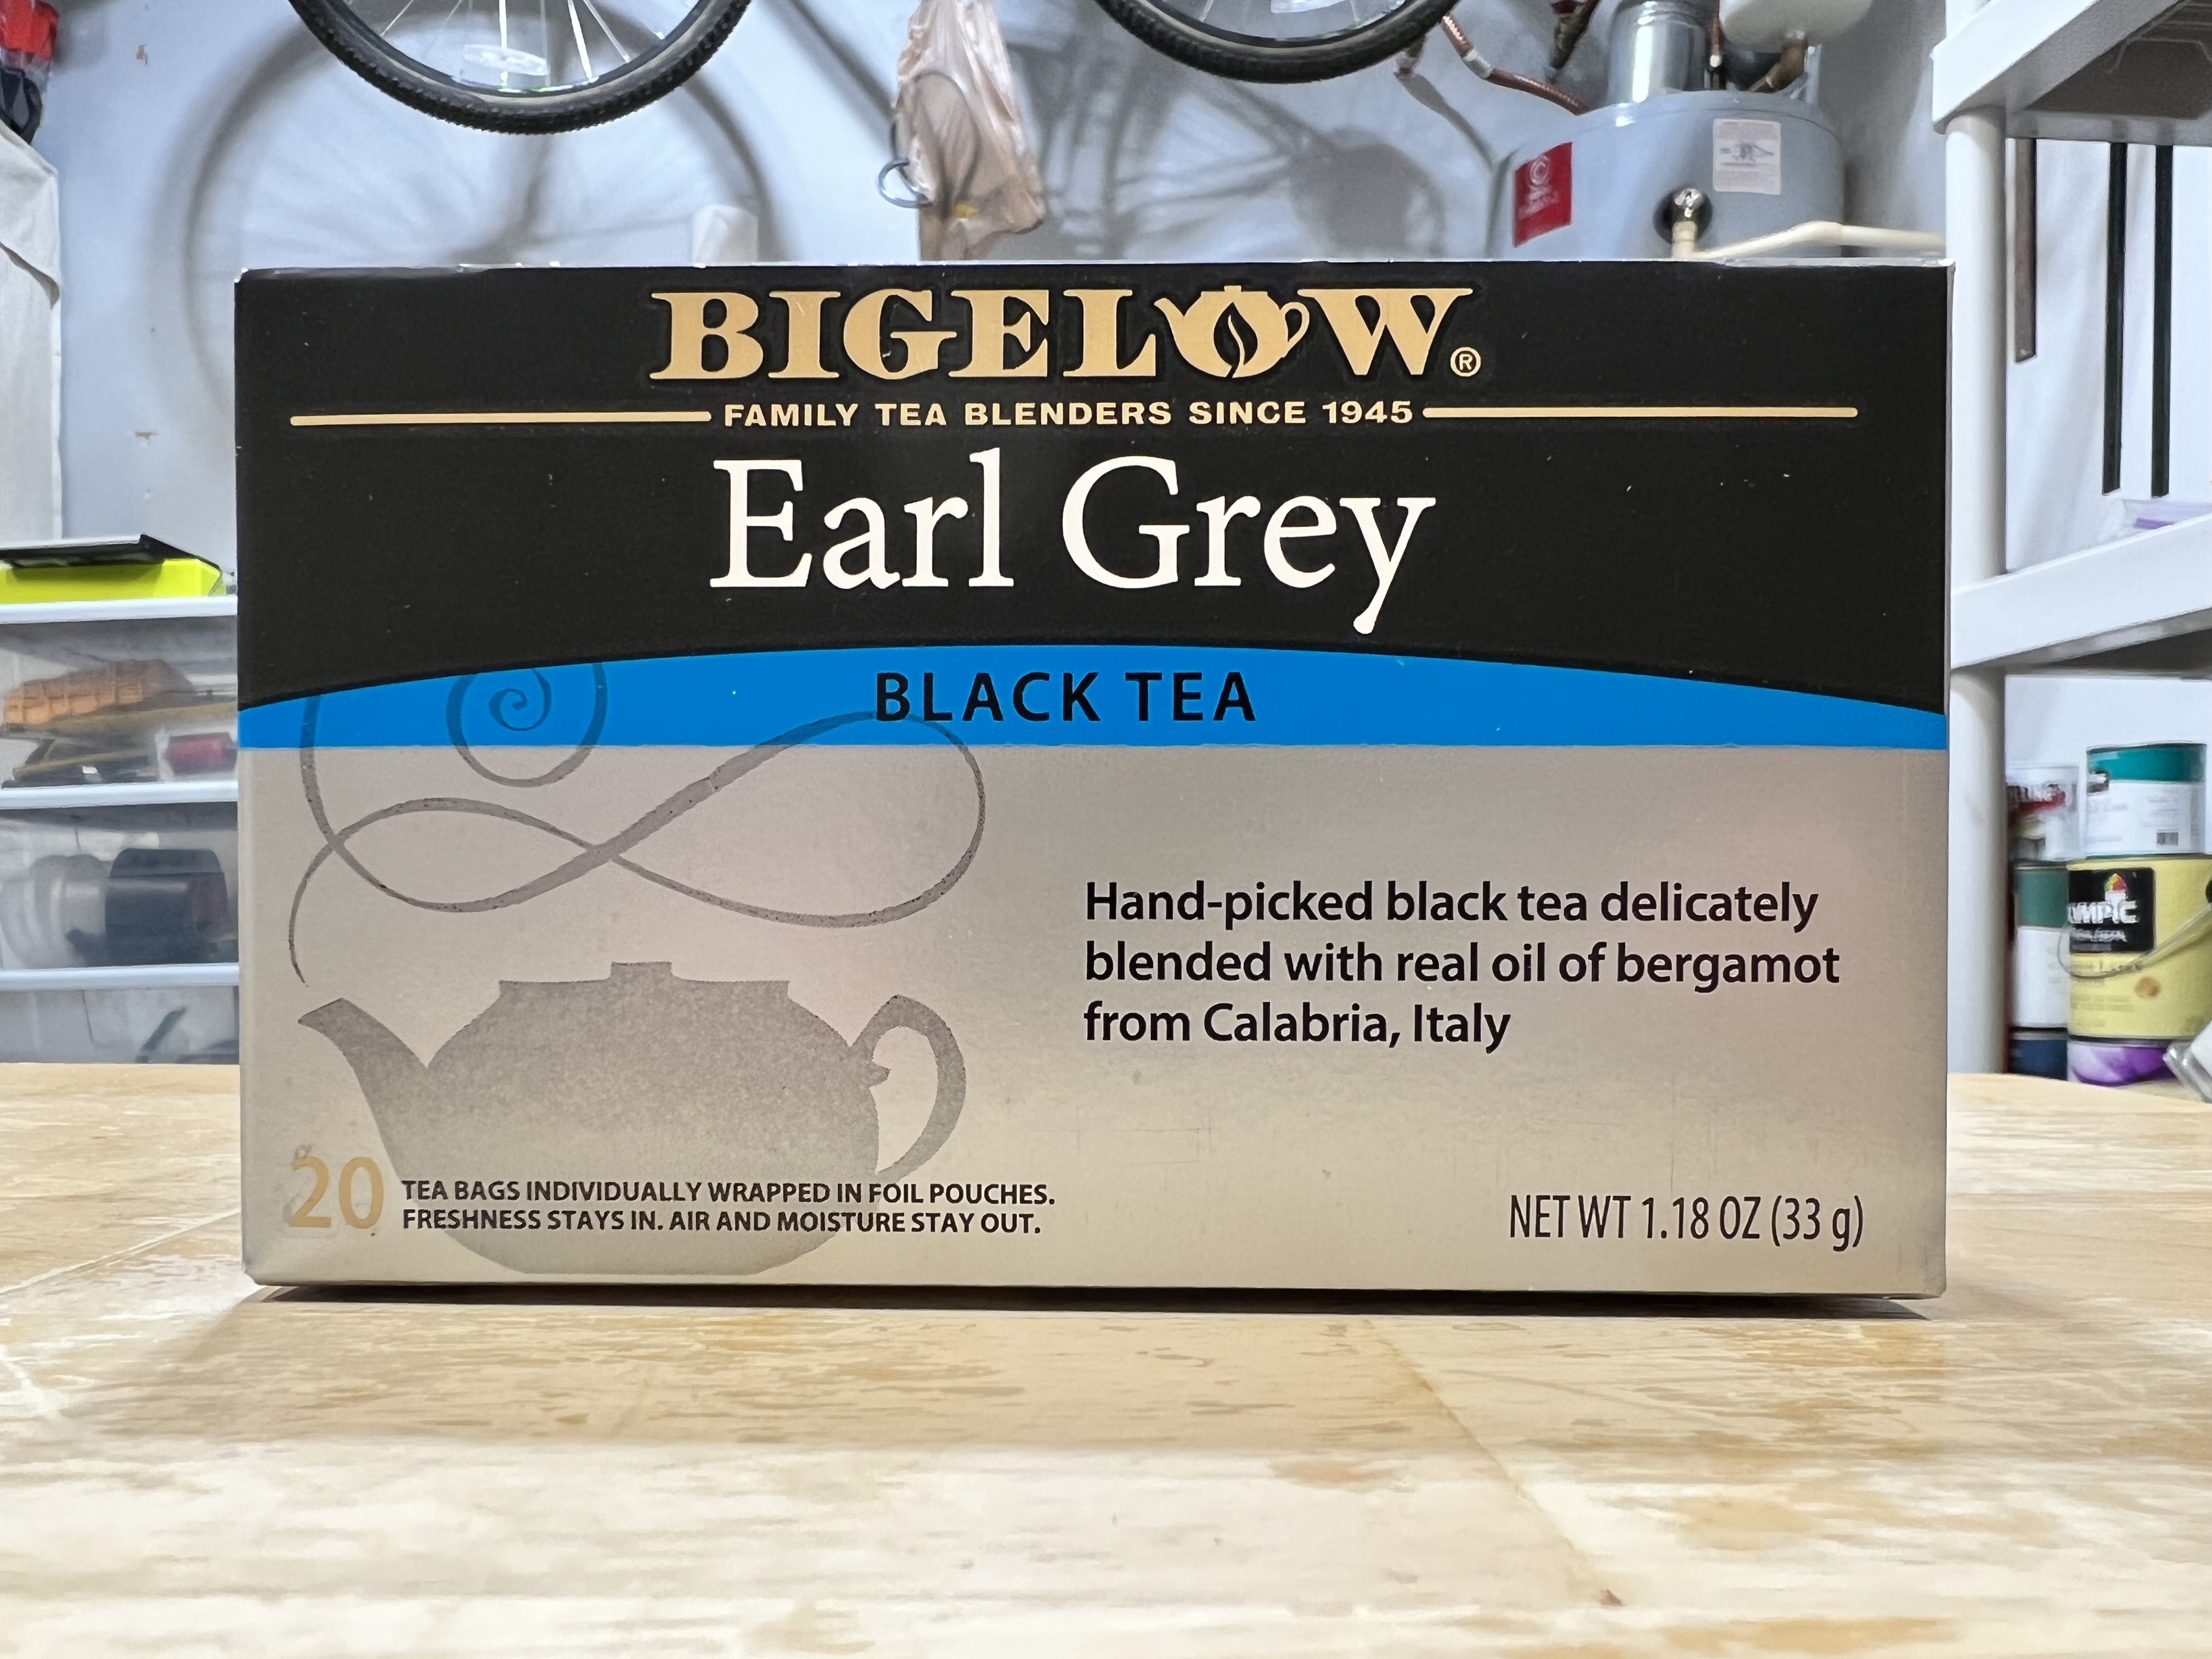 BIGELOW®
FAMILY TEA BLENDERS SINCE 1945
Earl Grey
BLACK TEA
Hand-picked black tea delicately
blended with real oil of bergamot
from Calabria, Italy
20
TEA BAGS INDIVIDUALLY WRAPPED IN FOIL POUCHES.
FRESHNESS STAYS IN. AIR AND MOISTURE STAY OUT.
NET WT 1.18 OZ (33 g)